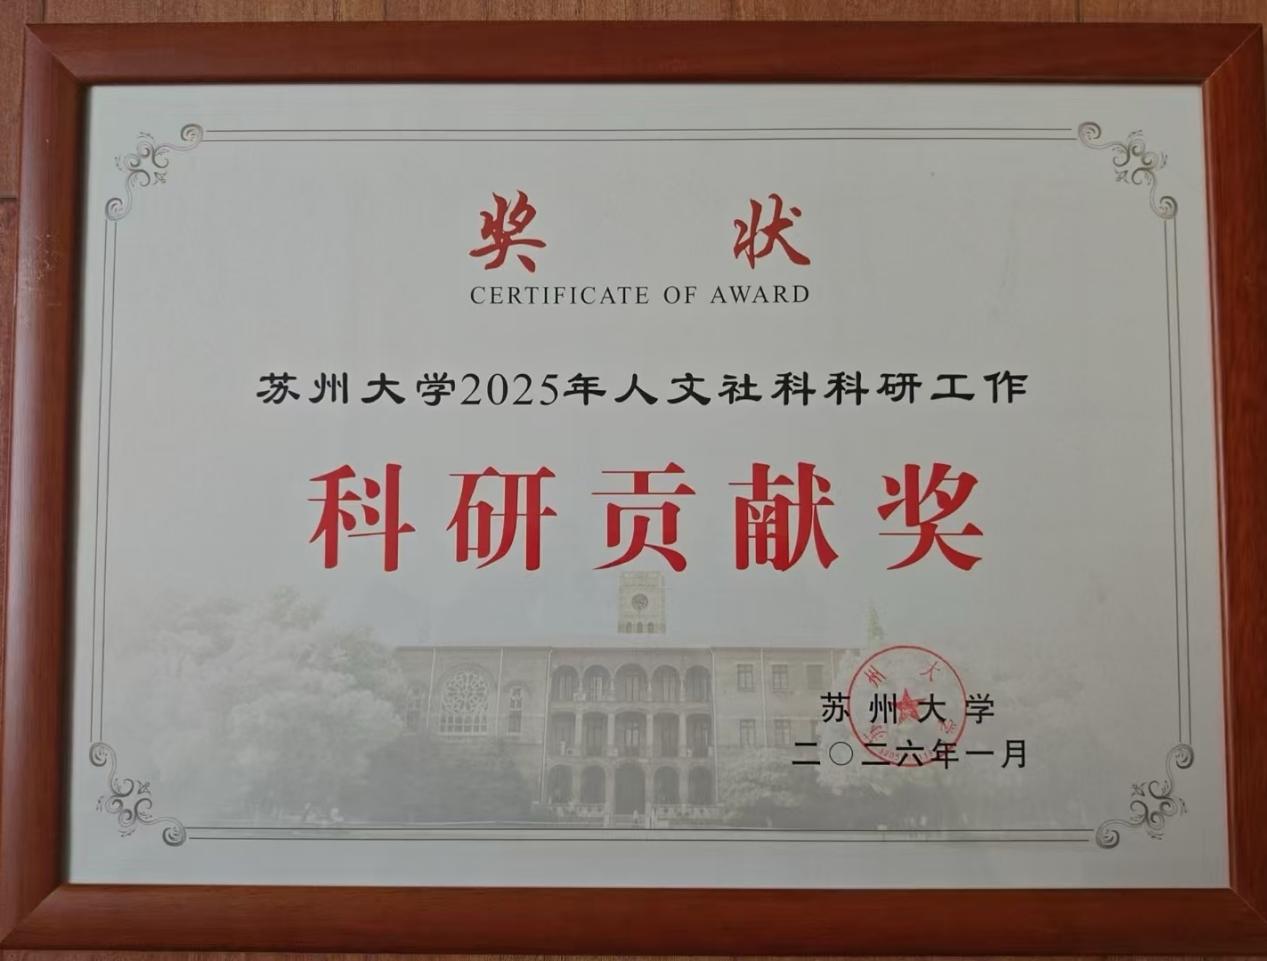 奖 状
CERTIFICATE OF AWARD
苏州大学2025年人文社科科研工作
科研贡献奖
苏州大学
二〇二六年一月